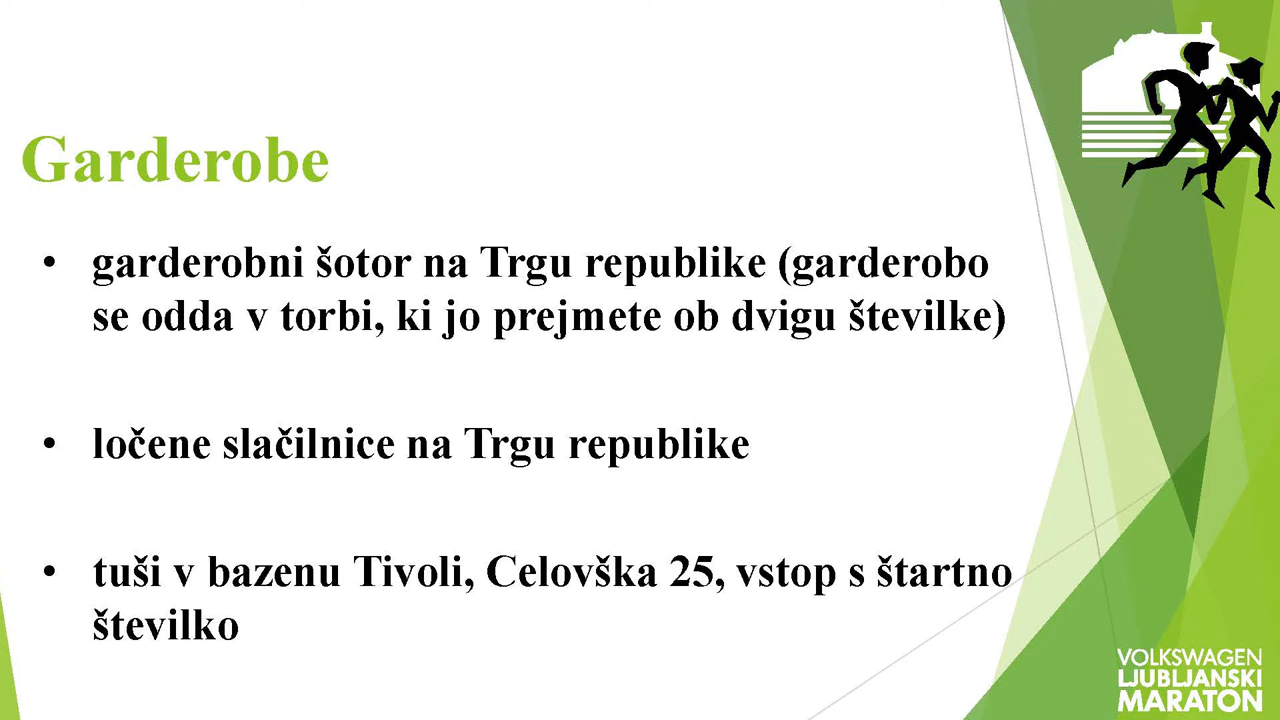 Garderobe
• garderobni šotor na Trgu republike (garderobo
se odda v torbi, ki jo prejmete ob dvigu številke)
• ločene slačilnice na Trgu republike
• tuši v bazenu Tivoli, Celovška 25, vstop s štartno
številko
VOLKSWAGEN
LJUBLJANSKI
MARATON